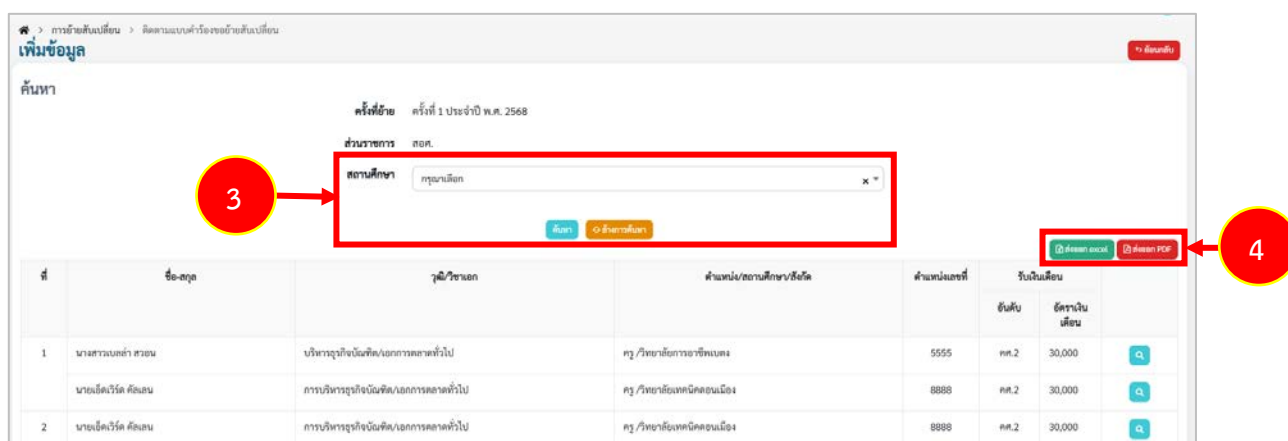 > การย้ายสับเปลี่ยน > ติดตามแบบคำร้องขอย้ายสับเปลี่ยน
เพิ่มข้อมูล
ย้อนกลับ
ค้นหา
ครั้งที่ย้าย ครั้งที่ 1 ประจำปี พ.ศ. 2568
ส่วนราชการ สอศ.
สถานศึกษา กรุณาเลือก x
3
ค้นหา ล้างการค้นหา
ส่งออก excel ส่งออก PDF
4
ที่ ชื่อ-สกุล วุฒิ/วิชาเอก ตำแหน่ง/สถานศึกษา/สังกัด ตำแหน่งเลขที่ รับเงินเดือน
อันดับ อัตราเงิน
เดือน
1 นางสาวเบลล่า สวอน บริหารธุรกิจบัณฑิต/เอกการตลาดทั่วไป ครู /วิทยาลัยการอาชีพเบตง 5555 คศ.2 30,000
นายเอ็ดเวิร์ด คัลเลน การบริหารธุรกิจบัณฑิต/เอกการตลาดทั่วไป ครู /วิทยาลัยเทคนิคดอนเมือง 8888 คศ.2 30,000
2 นายเอ็ดเวิร์ด คัลเลน การบริหารธุรกิจบัณฑิต/เอกการตลาดทั่วไป ครู /วิทยาลัยเทคนิคดอนเมือง 8888 คศ.2 30,000